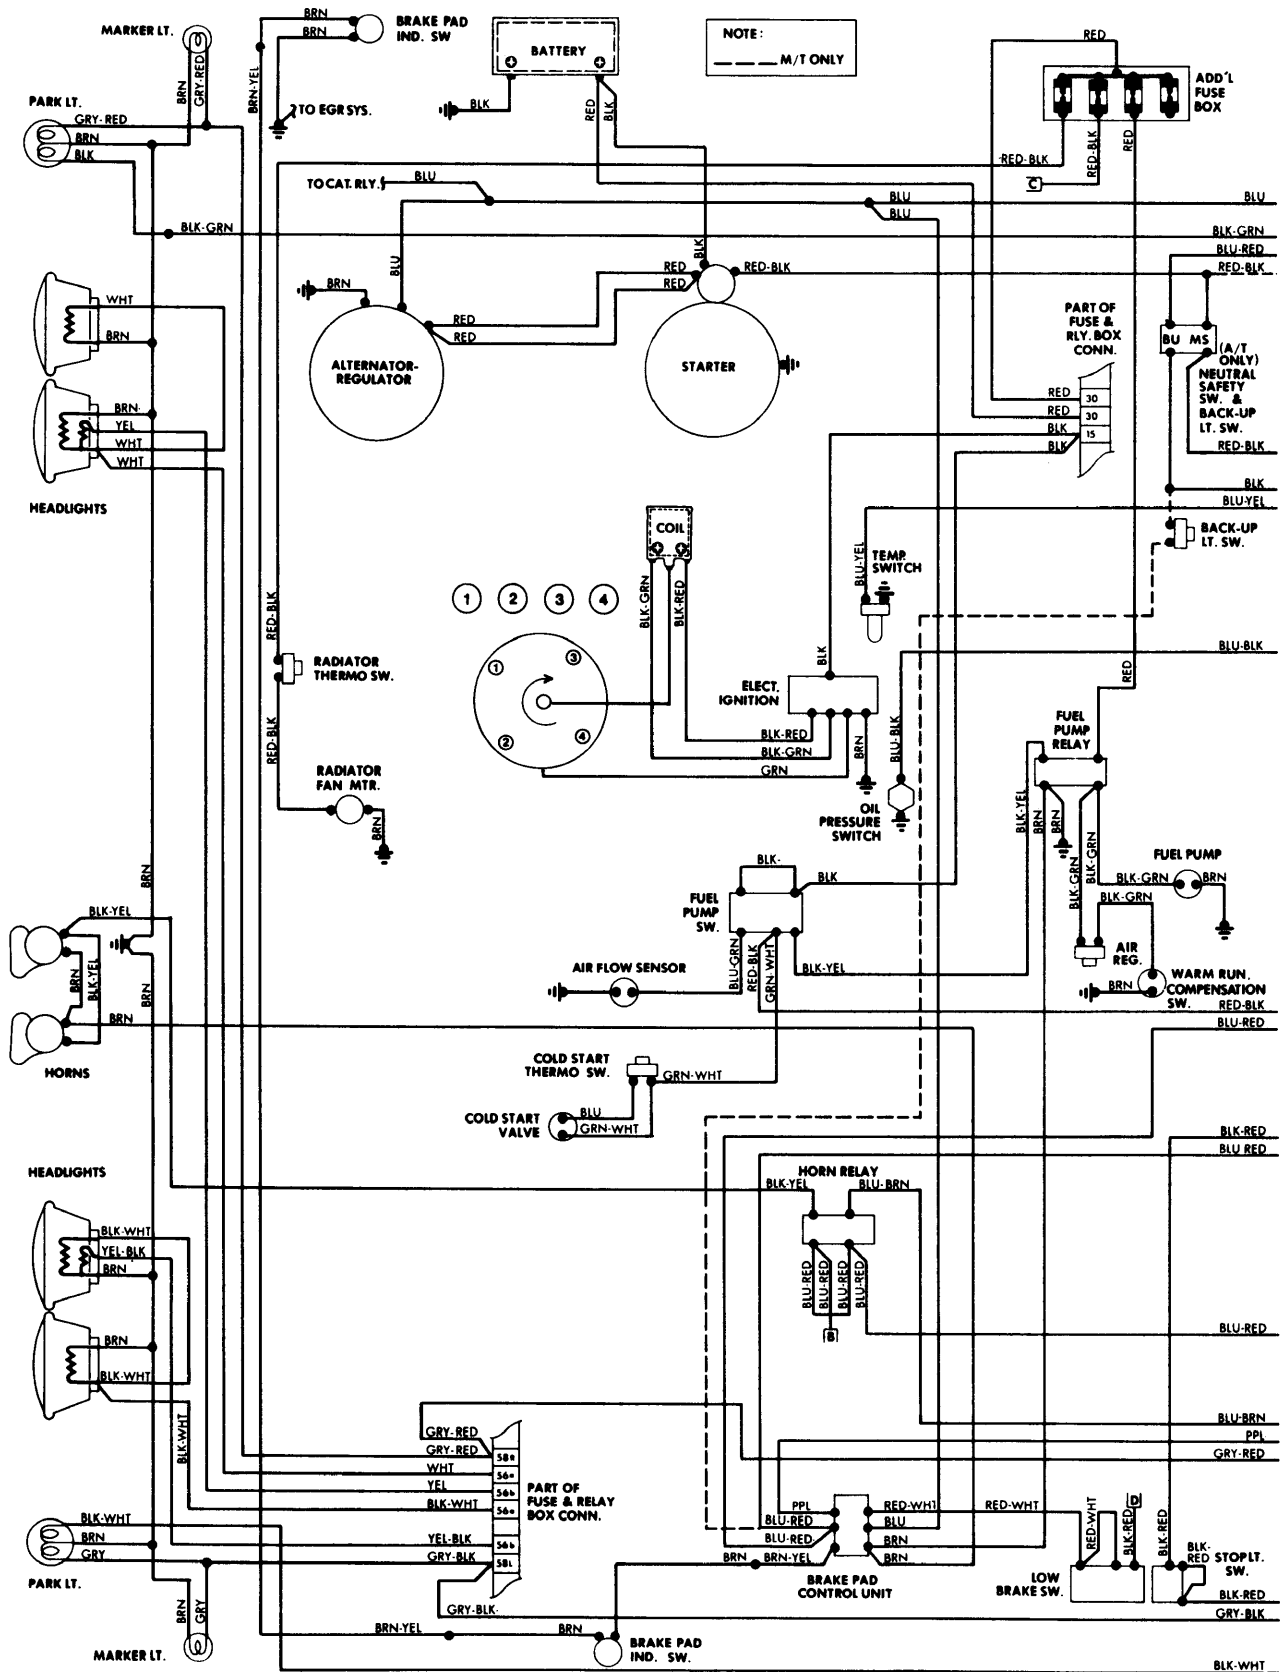 MARKER LT.
BRN
GRY-RED
BRN
BRN
BRN-YEL
BRAKE PAD
IND. SW
TO EGR SYS.
BATTERY
+
+
BLK
RED
BLK
NOTE:
M/T ONLY
RED
ADD'L
FUSE
BOX
RED-BLK
RED-BLK
RED
C
PARK LT.
GRY-RED
BRN
BLK
BLK-GRN
TO CAT. RLY.
BLU
BLU
BLU
BLU
BLK-GRN
BLU-RED
RED-BLK
WHT
BRN
BRN
BLU
RED
RED
RED
RED
BLK
RED-BLK
ALTERNATOR-
REGULATOR
STARTER
PART OF
FUSE &
RLY. BOX
CONN.
RED
30
RED
30
BLK
15
BLK
BU MS
(A/T
ONLY)
NEUTRAL
SAFETY
SW. &
BACK-UP
LT. SW.
RED-BLK
BLK
BLU-YEL
BACK-UP
LT. SW.
BRN
YEL
WHT
WHT
HEADLIGHTS
COIL
BLK-GRN
BLK-RED
1
2
3
4
1
3
2
4
BLU-YEL
TEMP.
SWITCH
RED-BLK
RADIATOR
THERMO SW.
RED-BLK
RADIATOR
FAN MTR.
BRN
BLK
ELECT.
IGNITION
BLK-RED
BLK-GRN
GRN
BRN
BLU-BLK
BLU-BLK
OIL
PRESSURE
SWITCH
RED
FUEL
PUMP
RELAY
BLK-YEL
BRN
BRN
BLK-GRN
BLK-GRN
FUEL PUMP
BLK-GRN
BRN
BLK-GRN
AIR
REG.
BRN
WARM RUN.
COMPENSATION
SW.
RED-BLK
BLU-RED
BRN
BLK-YEL
BRN
BLK-YEL
BRN
BRN
HORNS
BLK
BLK
FUEL
PUMP
SW.
BLU-GRN
RED-BLK
GRN-WHT
BLK-YEL
AIR FLOW SENSOR
COLD START
THERMO SW.
GRN-WHT
COLD START
VALVE
BLU
GRN-WHT
BLK-RED
BLU RED
HEADLIGHTS
BLK-WHT
YEL-BLK
BRN
BRN
BLK-WHT
BLK-WHT
HORN RELAY
BLK-YEL
BLU-BRN
BLU-RED
BLU-RED
BLU-RED
BLU-RED
B
BLU-RED
BLU-BRN
PPL
GRY-RED
GRY-RED
GRY-RED
WHT
YEL
BLK-WHT
YEL-BLK
GRY-BLK
56a
56b
56a
56b
58L
PART OF
FUSE & RELAY
BOX CONN.
PPL
BLU-RED
BLU-RED
BRN
BRN-YEL
RED-WHT
BLU
BRN
BRN
BRAKE PAD
CONTROL UNIT
RED-WHT
RED-WHT
D
BLK-RED
BLK-RED
LOW
BRAKE SW.
BLK-
RED
STOP LT.
SW.
BLK-RED
GRY-BLK
BLK-WHT
BRN
GRY
PARK LT.
BRN
GRY
MARKER LT.
GRY-BLK
BRN-YEL
BRN
BRAKE PAD
IND. SW.
BLK-WHT